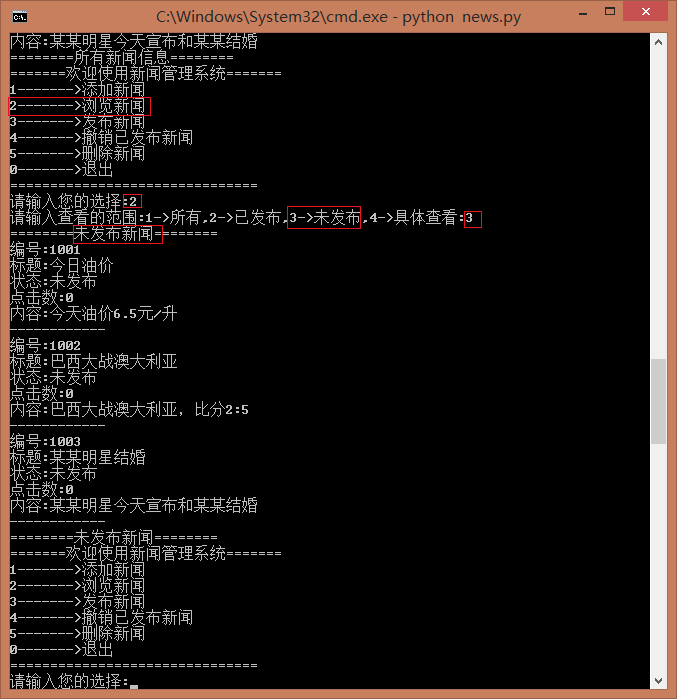 C:\Windows\System32\cmd.exe - python  news.py
内容:某某明星今天宣布和某某结婚
========所有新闻信息========
=======欢迎使用新闻管理系统=======
1------->添加新闻
2------->浏览新闻
3------->发布新闻
4------->撤销已发布新闻
5------->删除新闻
0------->退出
===============================
请输入您的选择:2
请输入查看的范围:1->所有,2->已发布,3->未发布,4->具体查看:3
========未发布新闻========
编号:1001
标题:今日油价
状态:未发布
点击数:0
内容:今天油价6.5元/升
------------
编号:1002
标题:巴西大战澳大利亚
状态:未发布
点击数:0
内容:巴西大战澳大利亚，比分2:5
------------
编号:1003
标题:某某明星结婚
状态:未发布
点击数:0
内容:某某明星今天宣布和某某结婚
------------
========未发布新闻========
=======欢迎使用新闻管理系统=======
1------->添加新闻
2------->浏览新闻
3------->发布新闻
4------->撤销已发布新闻
5------->删除新闻
0------->退出
===============================
请输入您的选择: